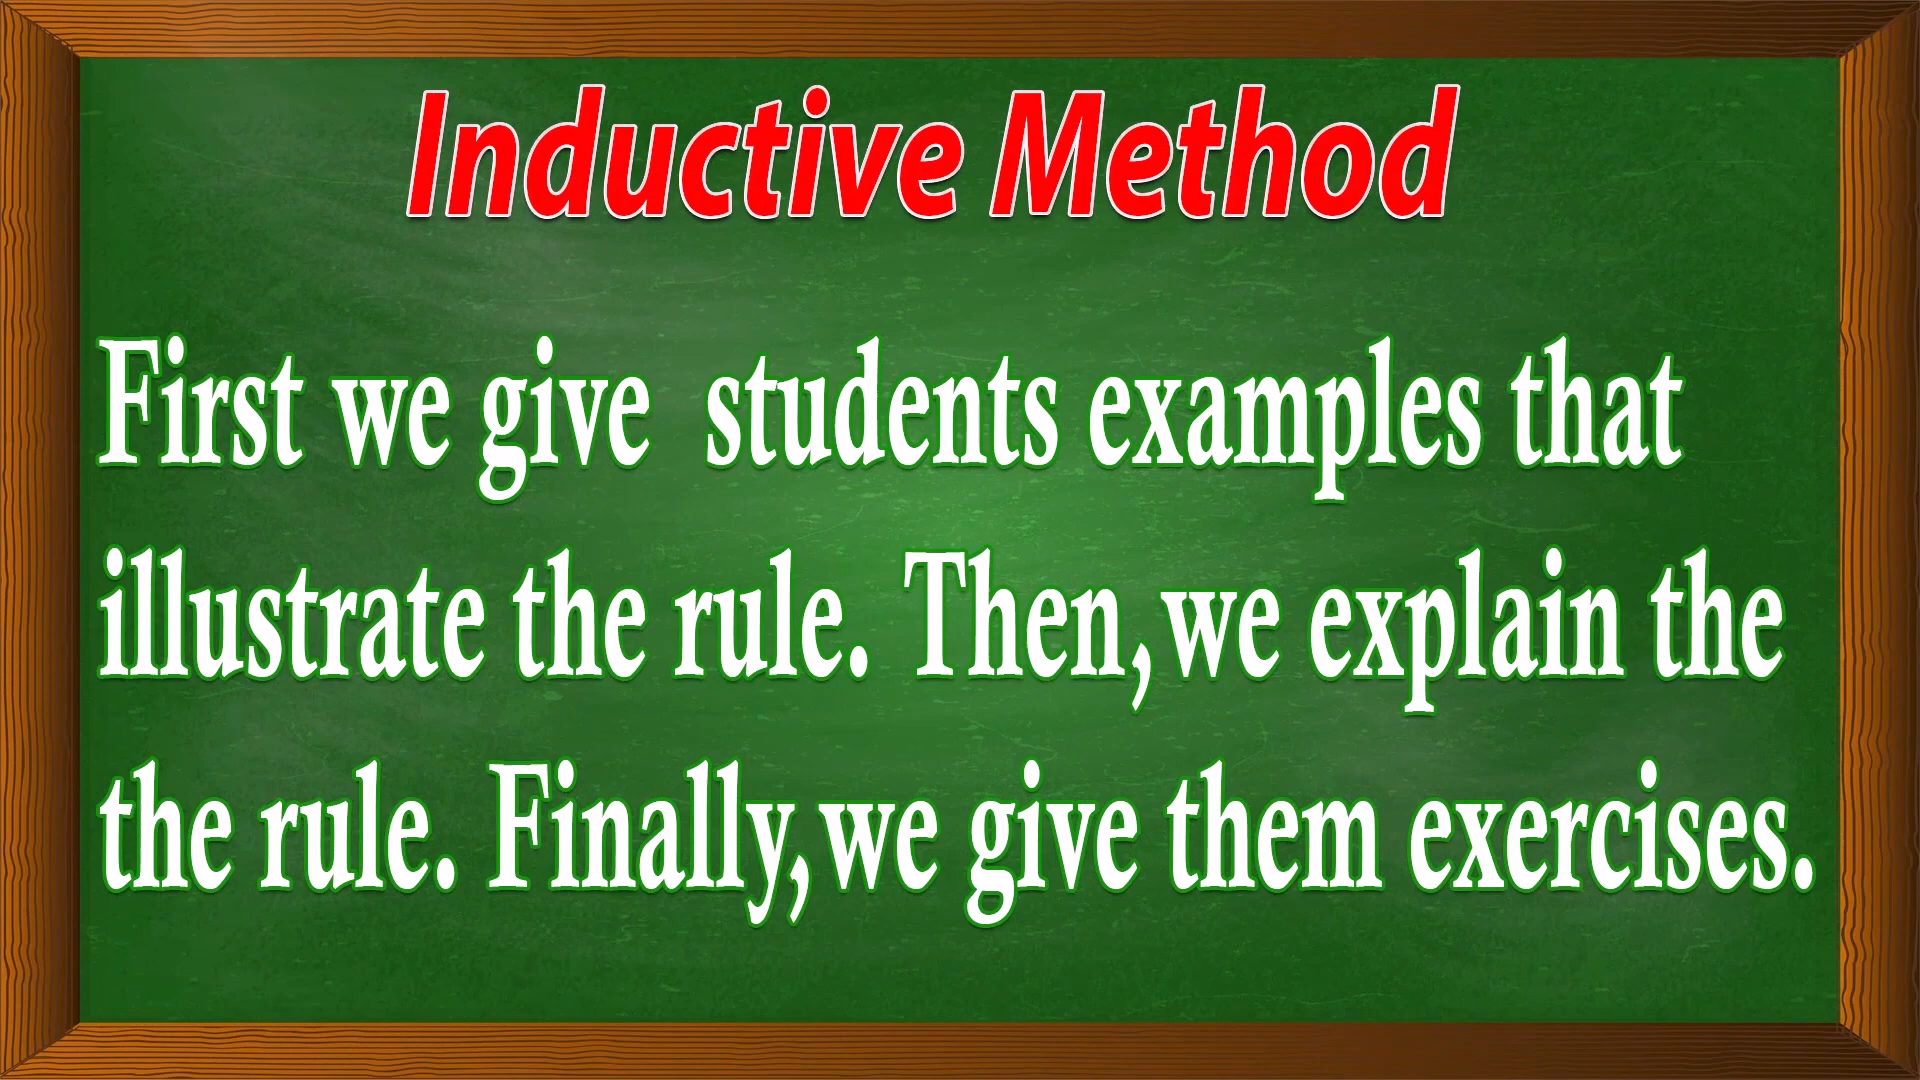 Inductive Method
First we give  students examples that
illustrate the rule. Then,we explain the
the rule. Finally,we give them exercises.